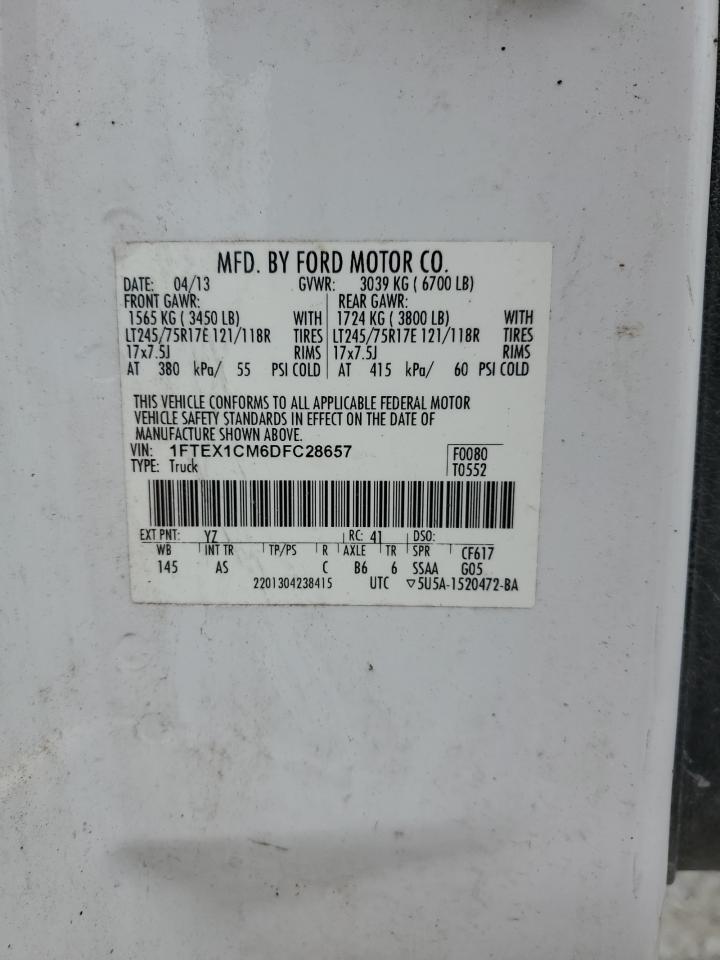 MFD. BY FORD MOTOR CO.
DATE: 04/13 GVWR: 3039 KG ( 6700 LB)
FRONT GAWR: REAR GAWR:
1565 KG ( 3450 LB) WITH 1724 KG ( 3800 LB) WITH
LT245/75R17E 121/118R TIRES LT245/75R17E 121/118R TIRES
17x7.5J RIMS 17x7.5J RIMS
AT 380 kPa/ 55 PSI COLD AT 415 kPa/ 60 PSI COLD
THIS VEHICLE CONFORMS TO ALL APPLICABLE FEDERAL MOTOR
VEHICLE SAFETY STANDARDS IN EFFECT ON THE DATE OF
MANUFACTURE SHOWN ABOVE.
VIN: 1FTEX1CM6DFC28657 F0080
TYPE: Truck T0552
EXT PNT: YZ RC: 41 DSO:
WB INT TR TP/PS R AXLE TR SPR CF617
145 AS C B6 6 SSAA G05
2201304238415 UTC ▽5U5A-1520472-BA